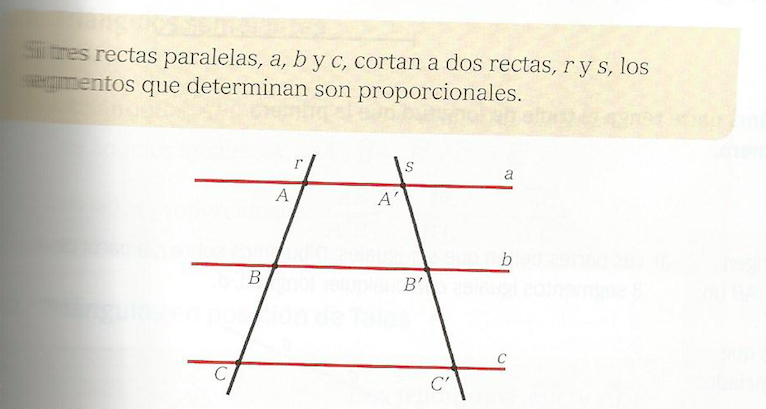 Si tres rectas paralelas, a, b y c, cortan a dos rectas, r y s, los
segmentos que determinan son proporcionales.
r s a
A A'
b
B B'
c
C C'